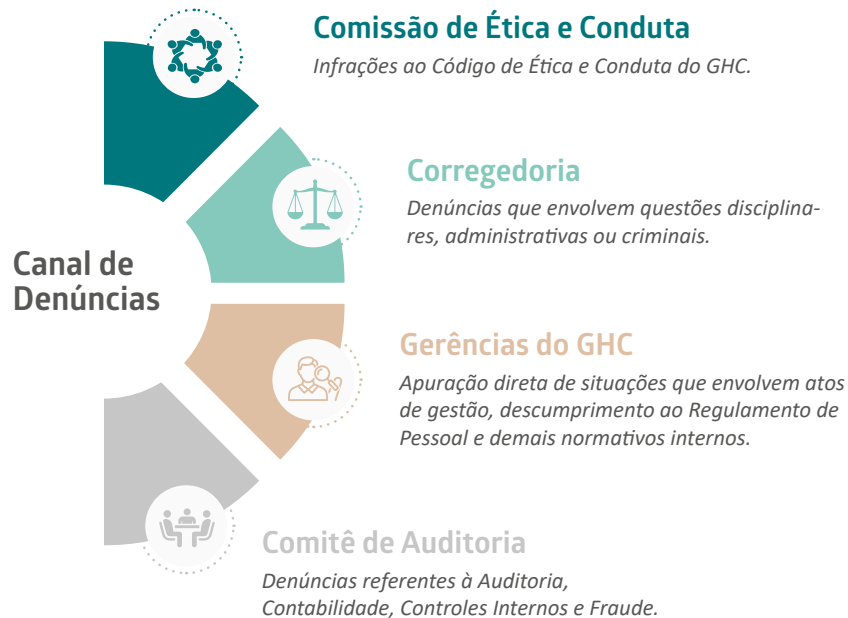 Comissão de Ética e Conduta
Infrações ao Código de Ética e Conduta do GHC.
Corregedoria
Denúncias que envolvem questões disciplina-
res, administrativas ou criminais.
Canal de
Denúncias
Gerências do GHC
Apuração direta de situações que envolvem atos
de gestão, descumprimento ao Regulamento de
Pessoal e demais normativos internos.
Comitê de Auditoria
Denúncias referentes à Auditoria,
Contabilidade, Controles Internos e Fraude.